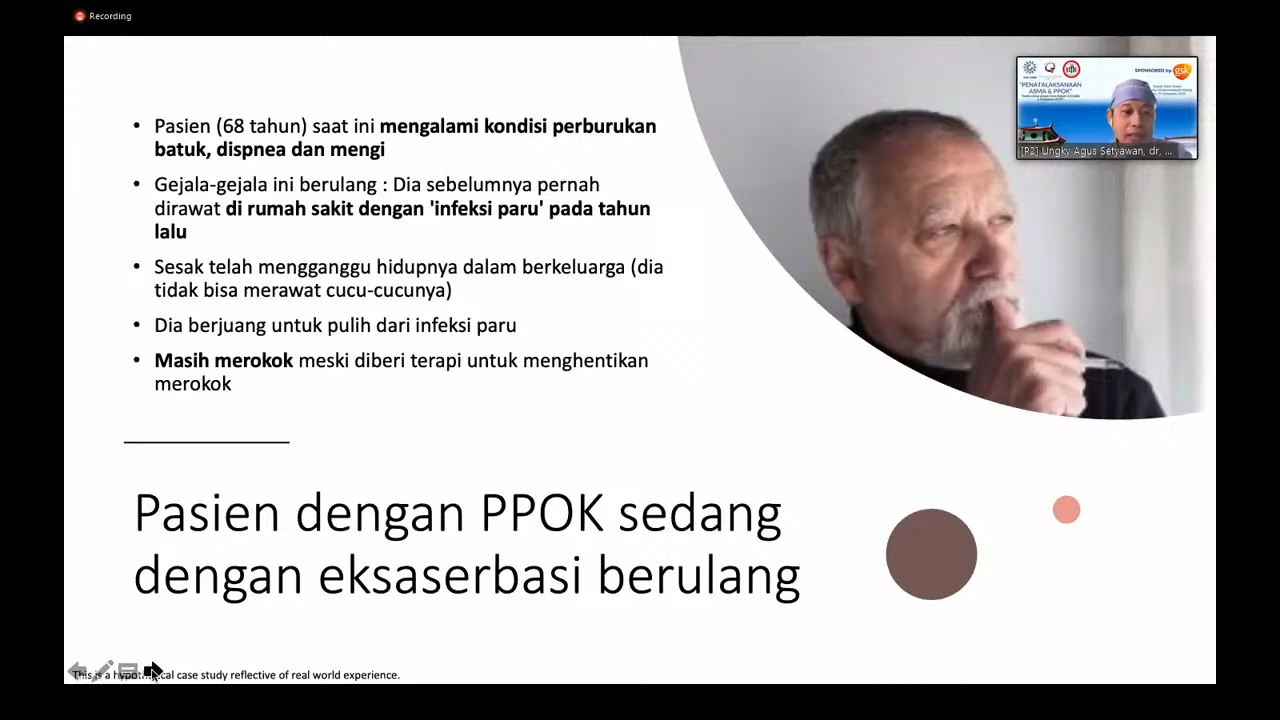 Recording
SPONSORED by gsk
"PENATALAKSANAAN
ASMA & PPOK"
[P2] Ungky Agus Setyawan, dr, ...
• Pasien (68 tahun) saat ini mengalami kondisi perburukan
batuk, dispnea dan mengi
• Gejala-gejala ini berulang : Dia sebelumnya pernah
dirawat di rumah sakit dengan 'infeksi paru' pada tahun
lalu
• Sesak telah mengganggu hidupnya dalam berkeluarga (dia
tidak bisa merawat cucu-cucunya)
• Dia berjuang untuk pulih dari infeksi paru
• Masih merokok meski diberi terapi untuk menghentikan
merokok
Pasien dengan PPOK sedang
dengan eksaserbasi berulang
This is a case study reflective of real world experience.